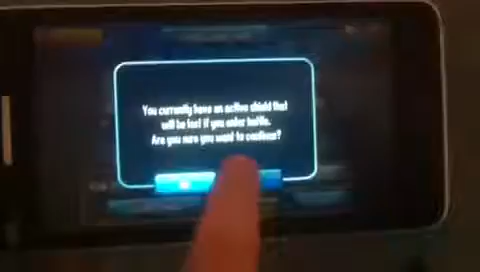 You currently have an active shield that
will be lost if you enter battle.
Are you sure you want to continue?